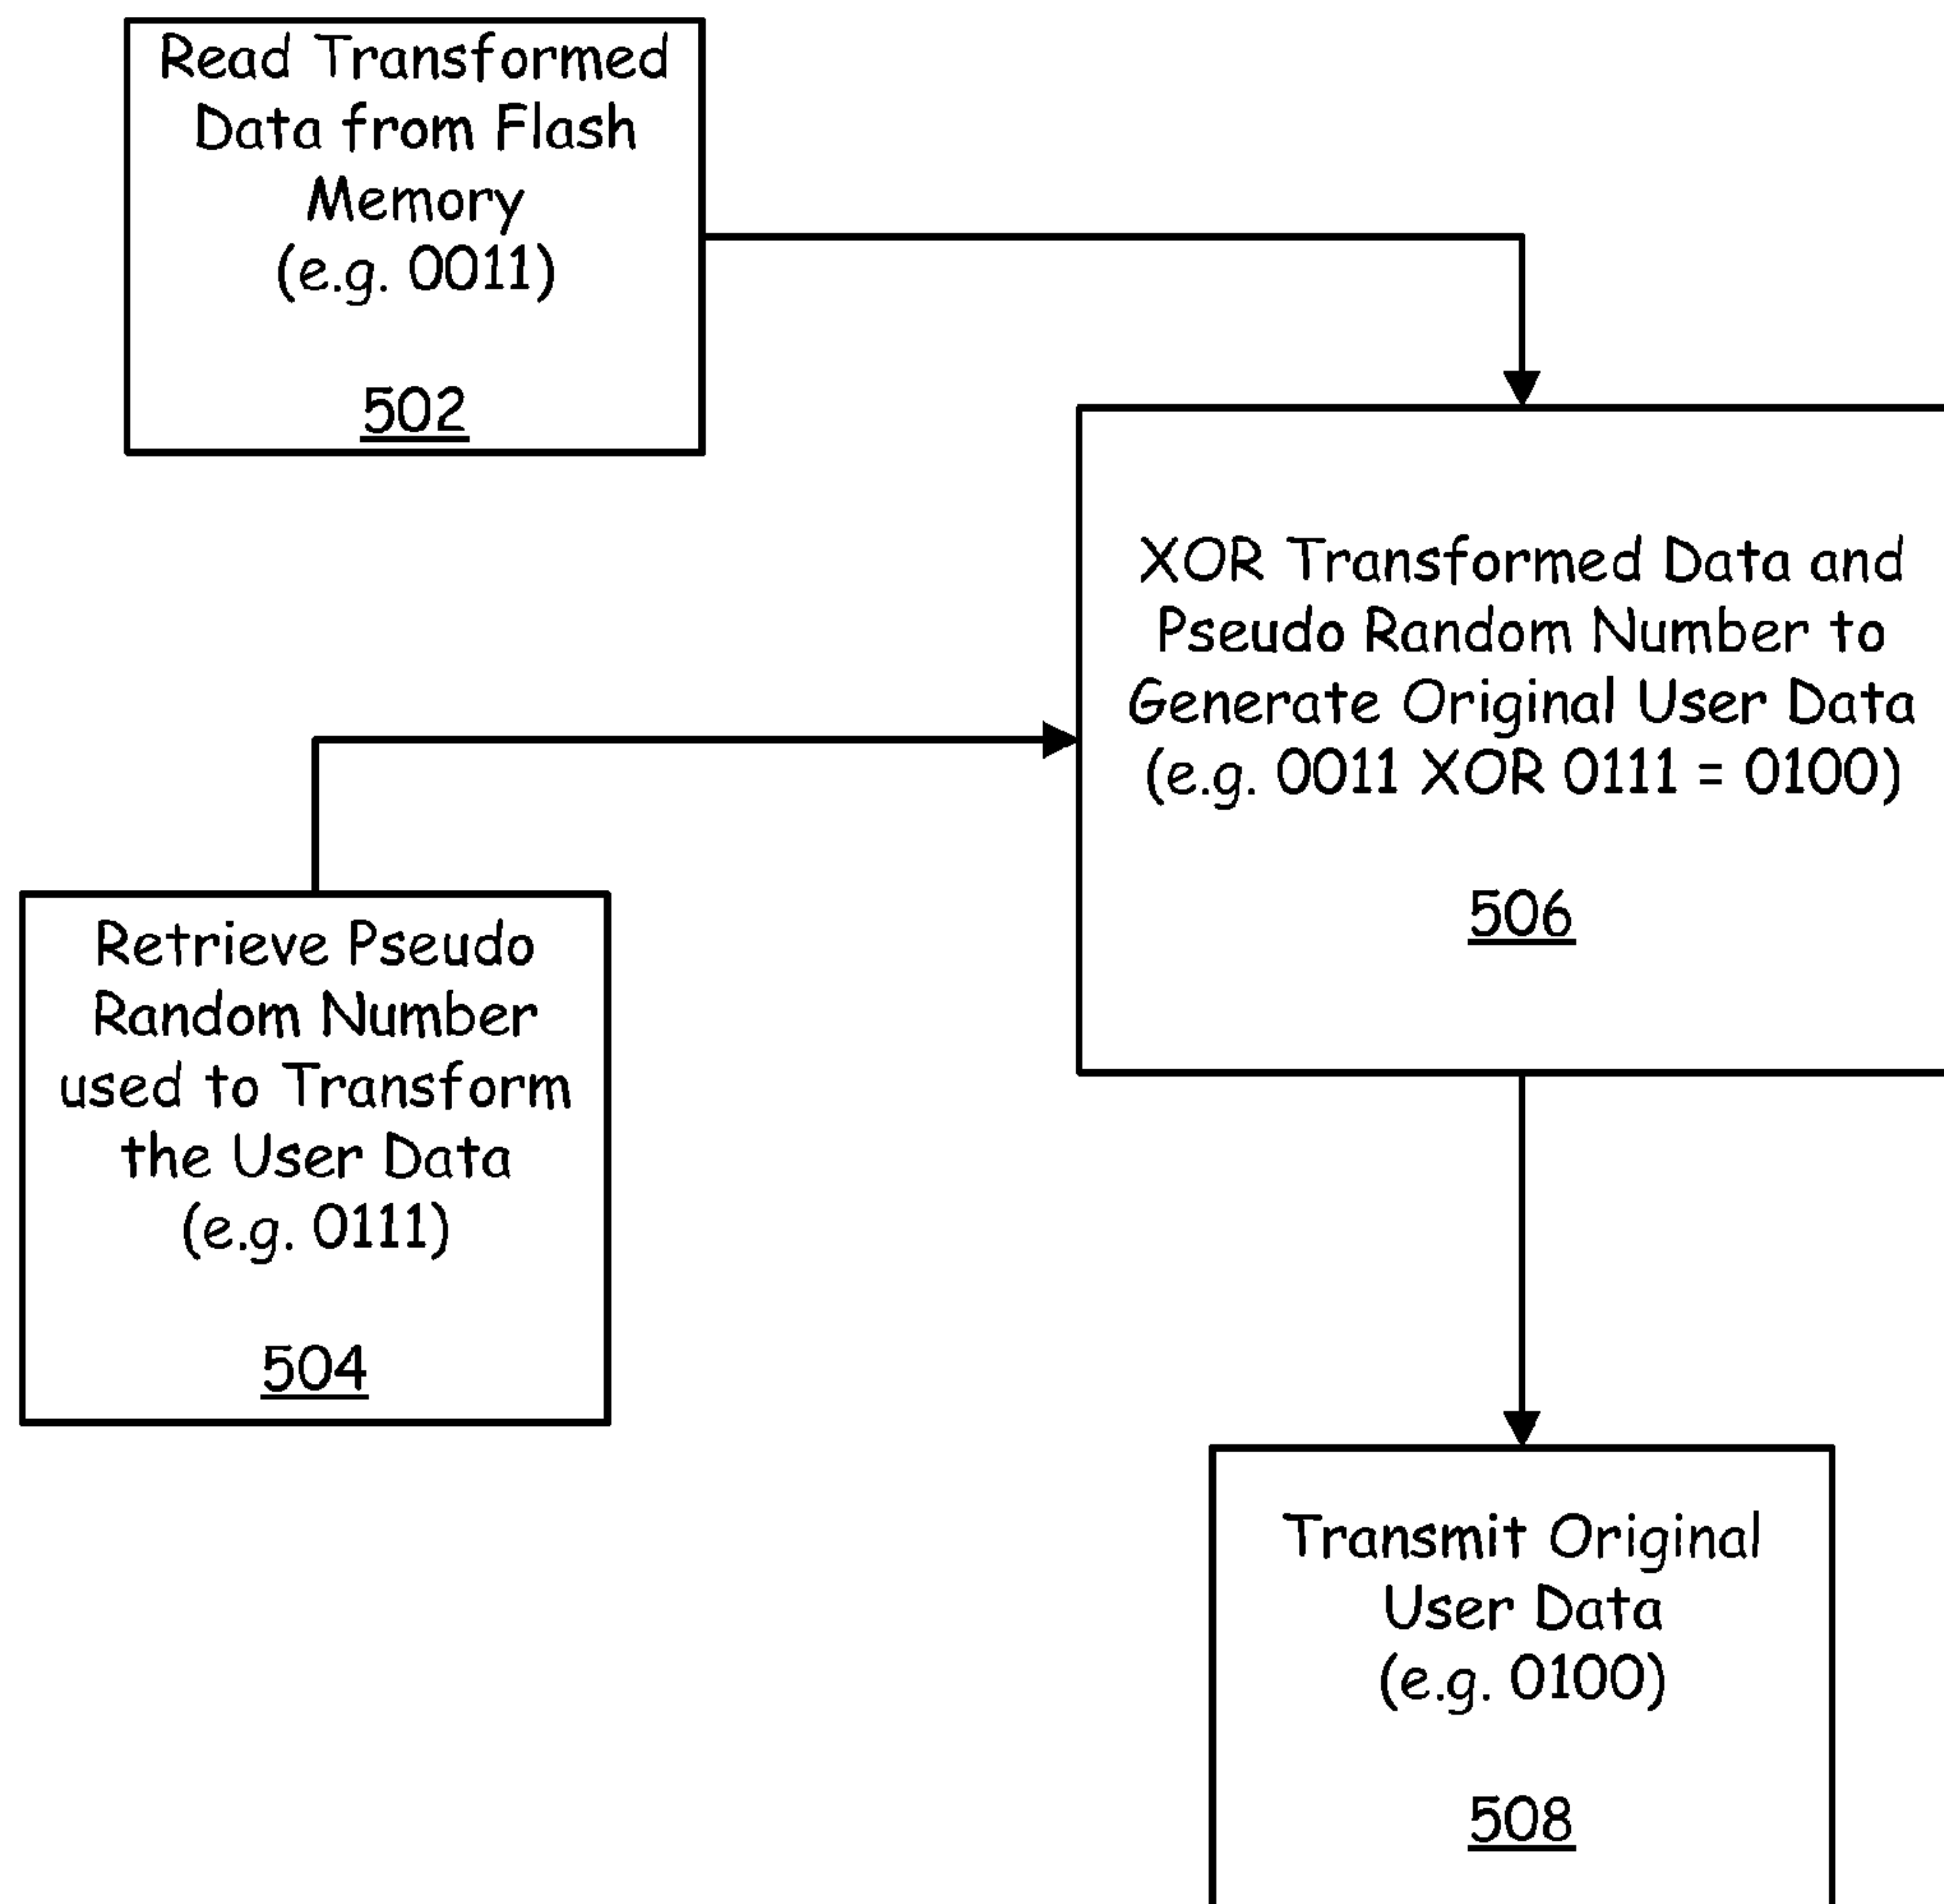 Read Transformed
Data from Flash
Memory
(e.g. 0011)
502
XOR Transformed Data and
Pseudo Random Number to
Generate Original User Data
(e.g. 0011 XOR 0111 = 0100)
506
Retrieve Pseudo
Random Number
used to Transform
the User Data
(e.g. 0111)
504
Transmit Original
User Data
(e.g. 0100)
508